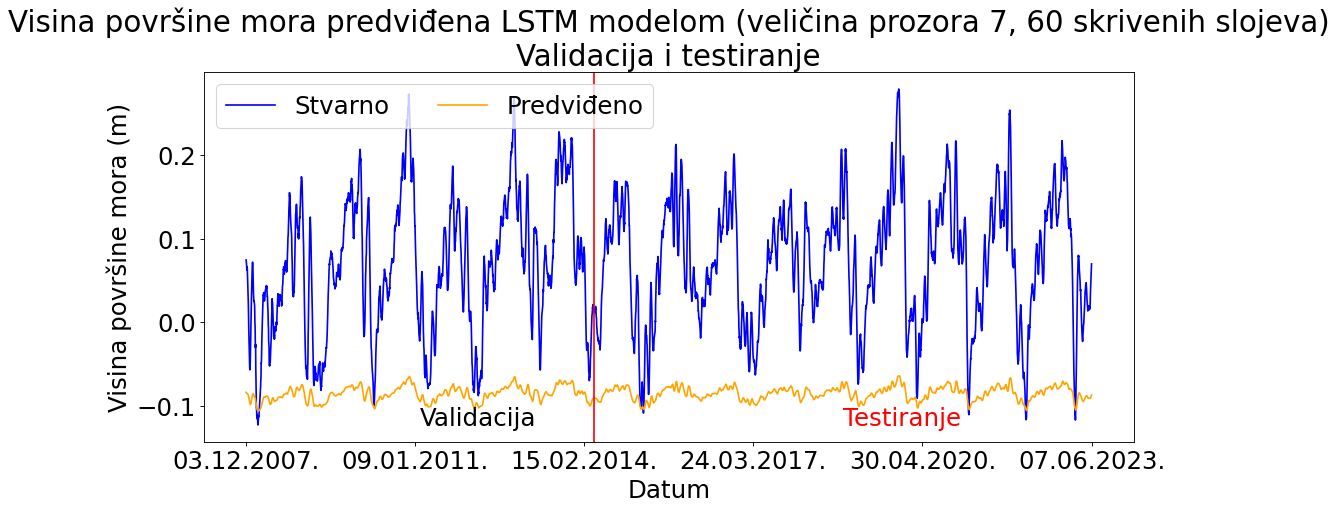 Visina površine mora predviđena LSTM modelom (veličina prozora 7, 60 skrivenih slojeva)
Validacija i testiranje
Stvarno
Predviđeno
Visina površine mora (m)
0.2
0.1
0.0
−0.1
Validacija
Testiranje
03.12.2007.
09.01.2011.
15.02.2014.
24.03.2017.
30.04.2020.
07.06.2023.
Datum